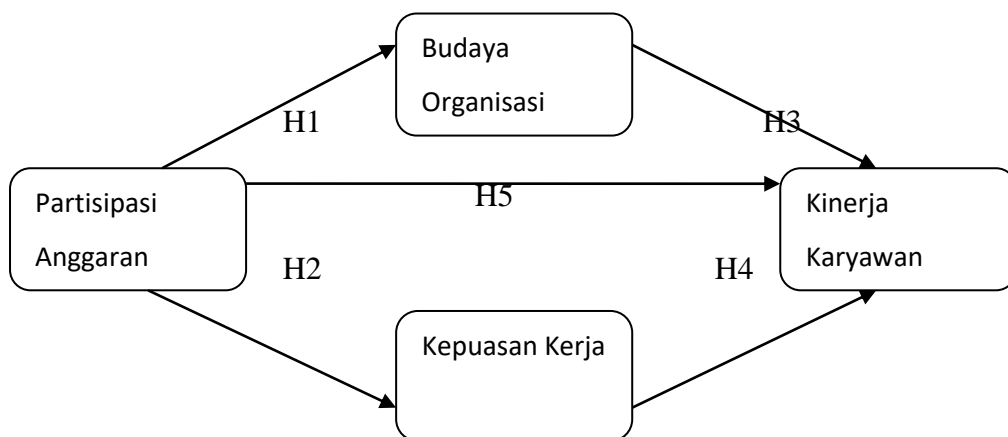 Budaya
Organisasi
H1
H3
Partisipasi
Anggaran
H5
Kinerja
Karyawan
H2
H4
Kepuasan Kerja